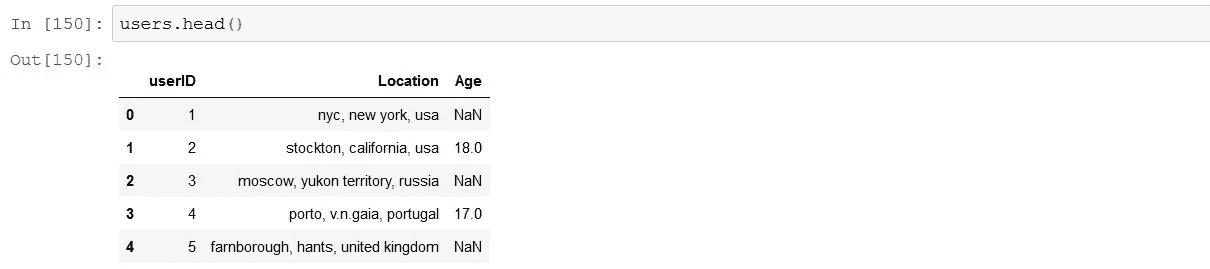 In [150]: users.head()
Out[150]:
userID Location Age
0 1 nyc, new york, usa NaN
1 2 stockton, california, usa 18.0
2 3 moscow, yukon territory, russia NaN
3 4 porto, v.n.gaia, portugal 17.0
4 5 farnborough, hants, united kingdom NaN